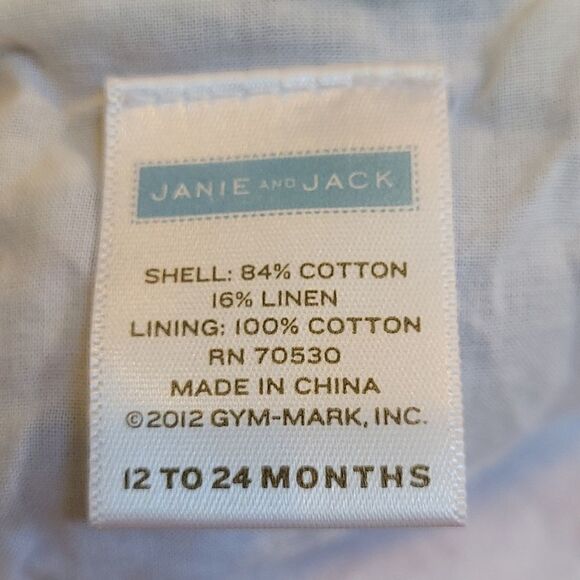 JANIE AND JACK
SHELL: 84% COTTON
16% LINEN
LINING: 100% COTTON
RN 70530
MADE IN CHINA
©2012 GYM-MARK, INC.
12 TO 24 MONTHS